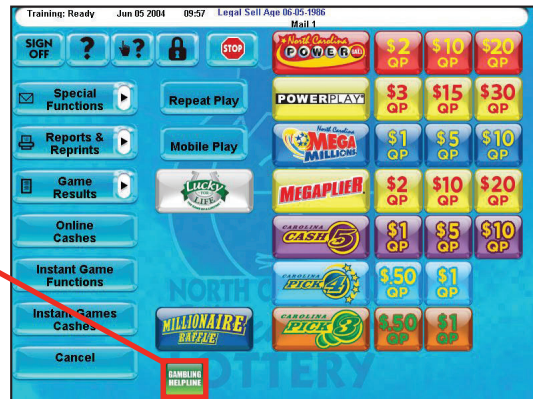 Training: Ready Jun 05 2004 09:57 Legal Sell Age 06-05-1986
Mail 1
SIGN OFF
?
?
STOP
North Carolina
POWER
$2 QP
$10 QP
$20 QP
Special Functions
Repeat Play
POWERPLAY
$3 QP
$15 QP
$30 QP
Reports & Reprints
Mobile Play
North Carolina
MEGA MILLIONS
$1 QP
$5 QP
$10 QP
Game Results
Lucky
FOR
LIFE
MEGAPLIER
$2 QP
$10 QP
$20 QP
Online Cashes
CAROLINA
CASH 5
$1 QP
$5 QP
$10 QP
Instant Game Functions
CAROLINA
PICK 4
$.50 QP
$1 QP
Instant Games Cashes
MILLIONAIRE
RAFFLE
CAROLINA
PICK 3
$.50 QP
$1 QP
Cancel
GAMBLING
HELPLINE
NORTH
LOTTERY